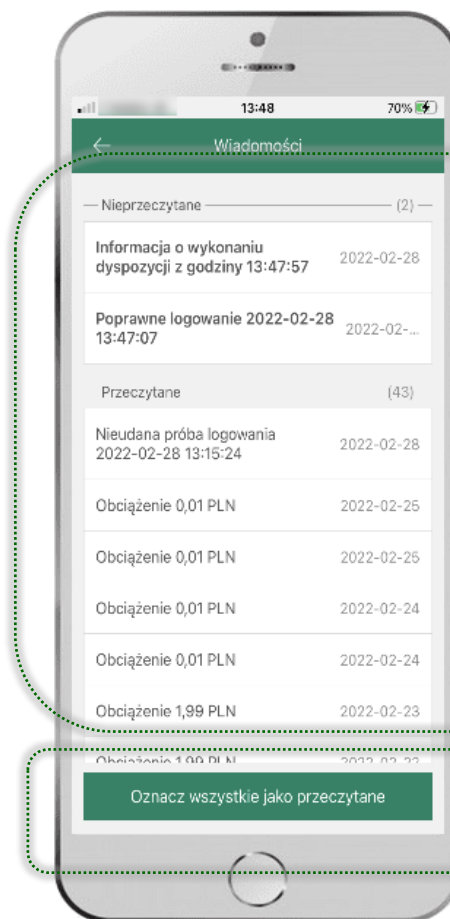 13:48 70%
Wiadomości
Nieprzeczytane (2)
Informacja o wykonaniu
dyspozycji z godziny 13:47:57 2022-02-28
Poprawne logowanie 2022-02-28
13:47:07 2022-02-...
Przeczytane (43)
Nieudana próba logowania
2022-02-28 13:15:24 2022-02-28
Obciążenie 0,01 PLN 2022-02-25
Obciążenie 0,01 PLN 2022-02-25
Obciążenie 0,01 PLN 2022-02-24
Obciążenie 0,01 PLN 2022-02-24
Obciążenie 1,99 PLN 2022-02-23
Obciążenie 1,99 PLN
Oznacz wszystkie jako przeczytane